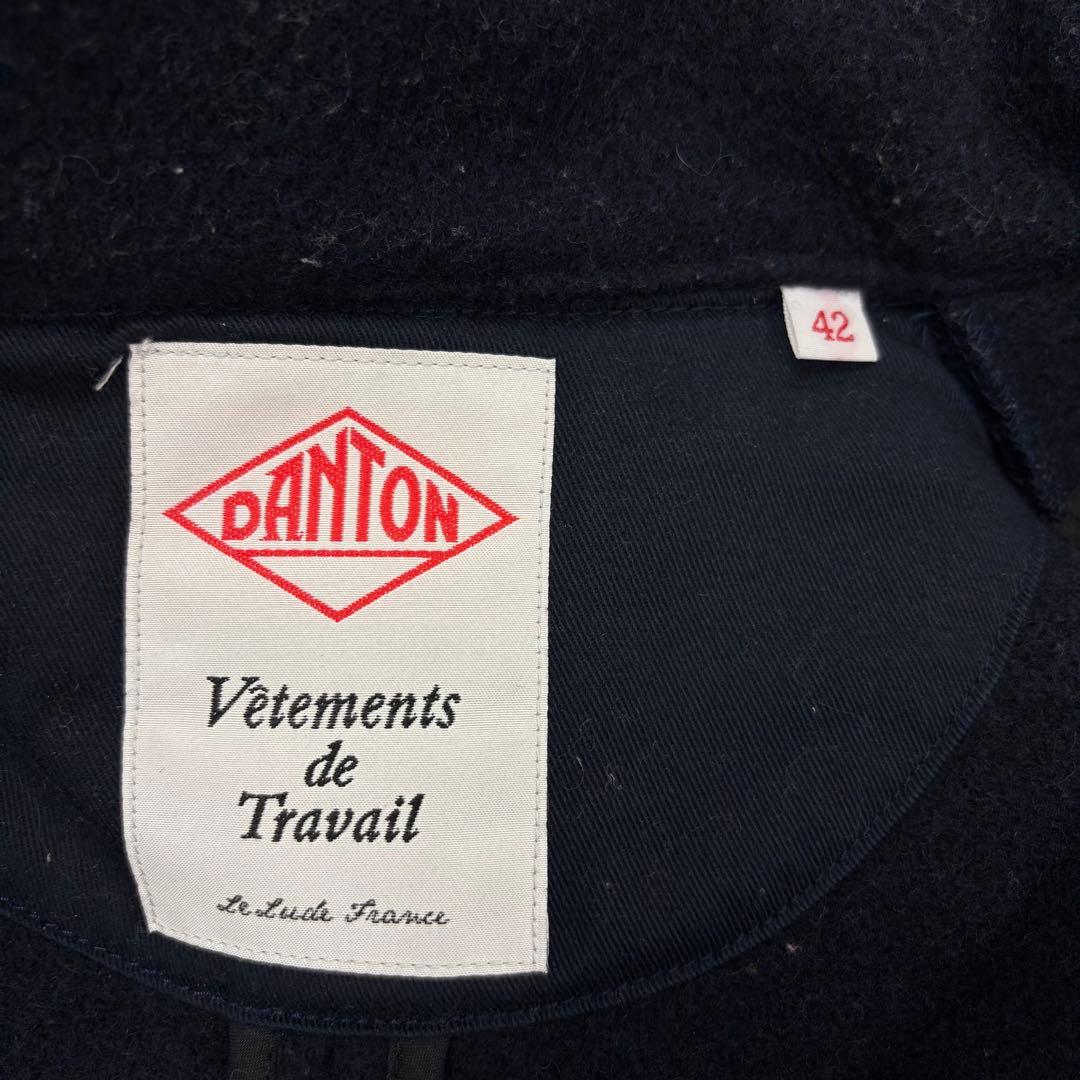 42
DANTON
Vêtements
de
Travail
Le Lude France